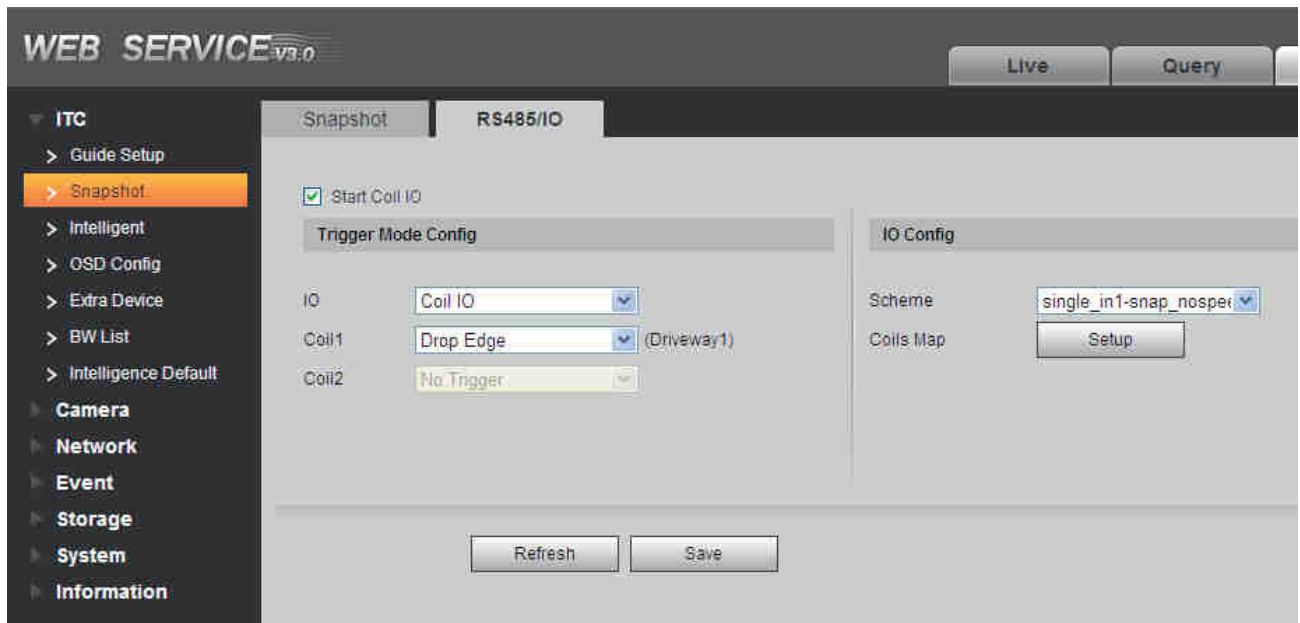 WEB SERVICE V3.0
Live
Query
ITC
Guide Setup
Snapshot
Intelligent
OSD Config
Extra Device
BW List
Intelligence Default
Camera
Network
Event
Storage
System
Information
Snapshot
RS485/IO
Start Coil IO
Trigger Mode Config
IO Coil IO
Coil1 Drop Edge (Driveway1)
Coil2 No Trigger
IO Config
Scheme single_in1-snap_nospee
Coils Map Setup
Refresh Save